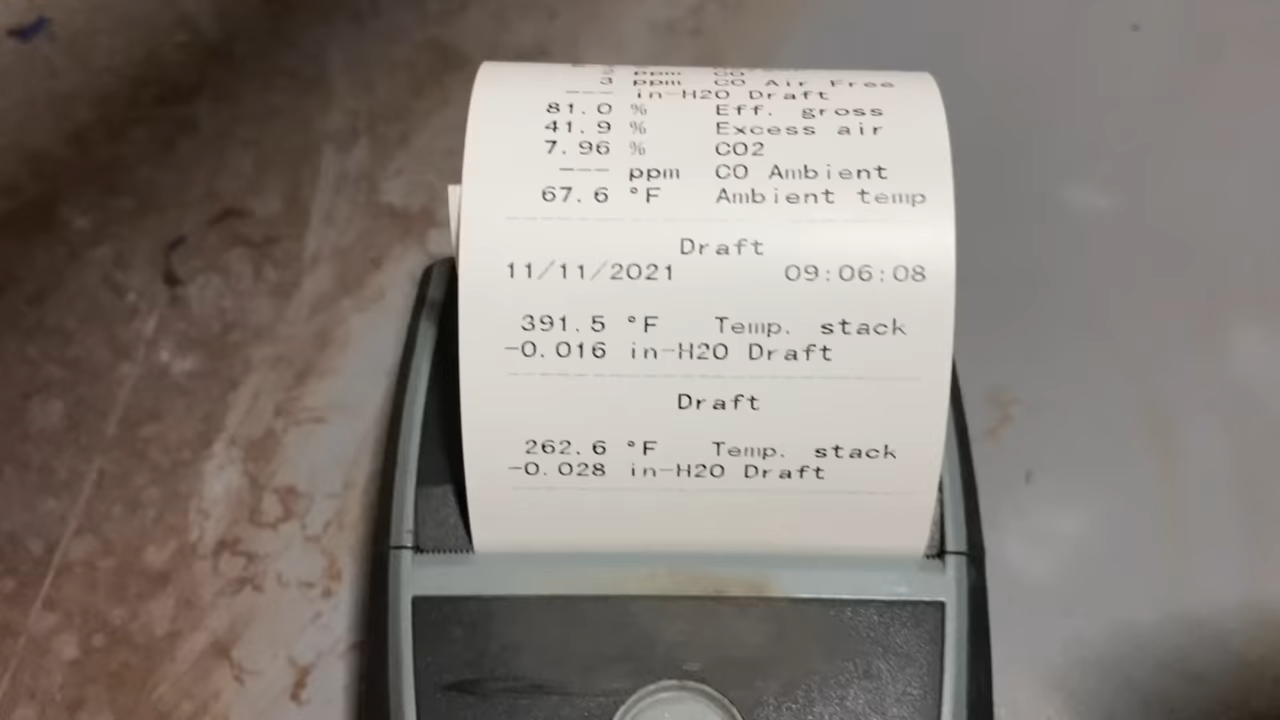 ppm CO
3 ppm CO Air Free
--- in-H2O Draft
81.0 % Eff. gross
41.9 % Excess air
7.96 % CO2
--- ppm CO Ambient
67.6 °F Ambient temp
Draft
11/11/2021 09:06:08
391.5 °F Temp. stack
-0.016 in-H2O Draft
Draft
262.6 °F Temp. stack
-0.028 in-H2O Draft